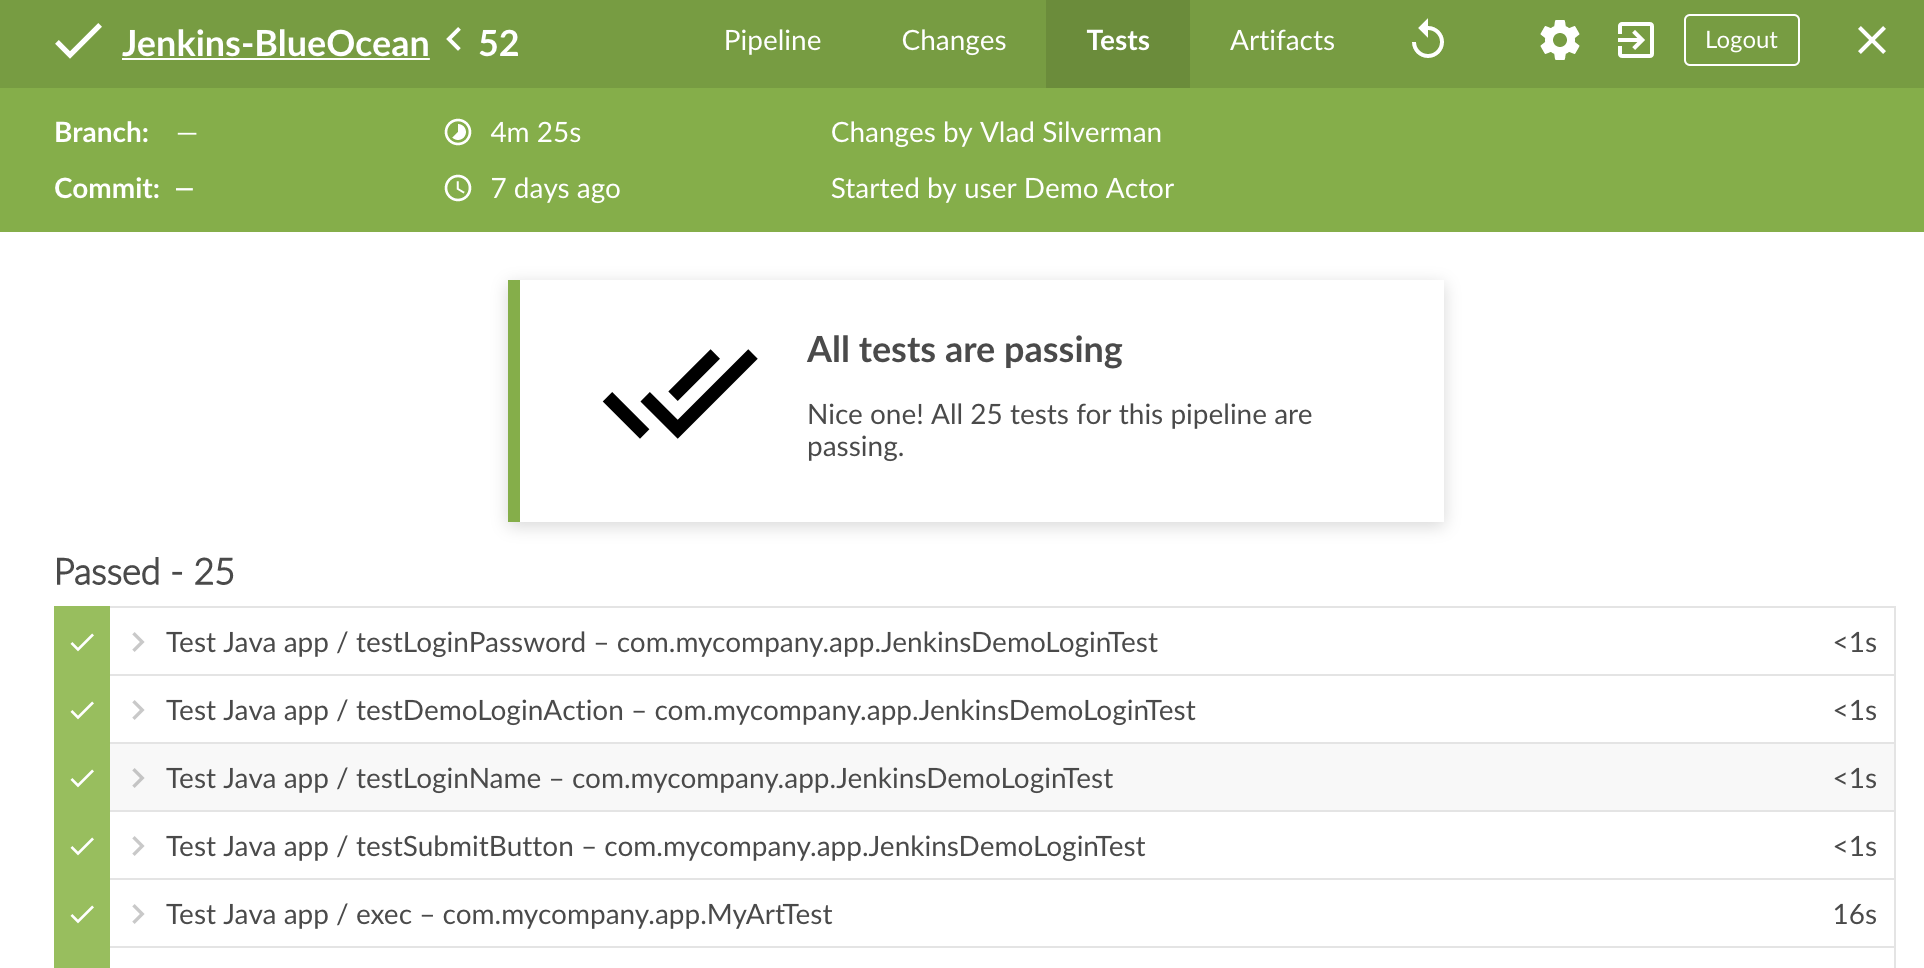 Jenkins-BlueOcean < 52 Pipeline Changes Tests Artifacts Logout
Branch: — 4m 25s Changes by Vlad Silverman
Commit: – 7 days ago Started by user Demo Actor
All tests are passing
Nice one! All 25 tests for this pipeline are
passing.
Passed - 25
Test Java app / testLoginPassword – com.mycompany.app.JenkinsDemoLoginTest <1s
Test Java app / testDemoLoginAction – com.mycompany.app.JenkinsDemoLoginTest <1s
Test Java app / testLoginName – com.mycompany.app.JenkinsDemoLoginTest <1s
Test Java app / testSubmitButton – com.mycompany.app.JenkinsDemoLoginTest <1s
Test Java app / exec – com.mycompany.app.MyArtTest 16s